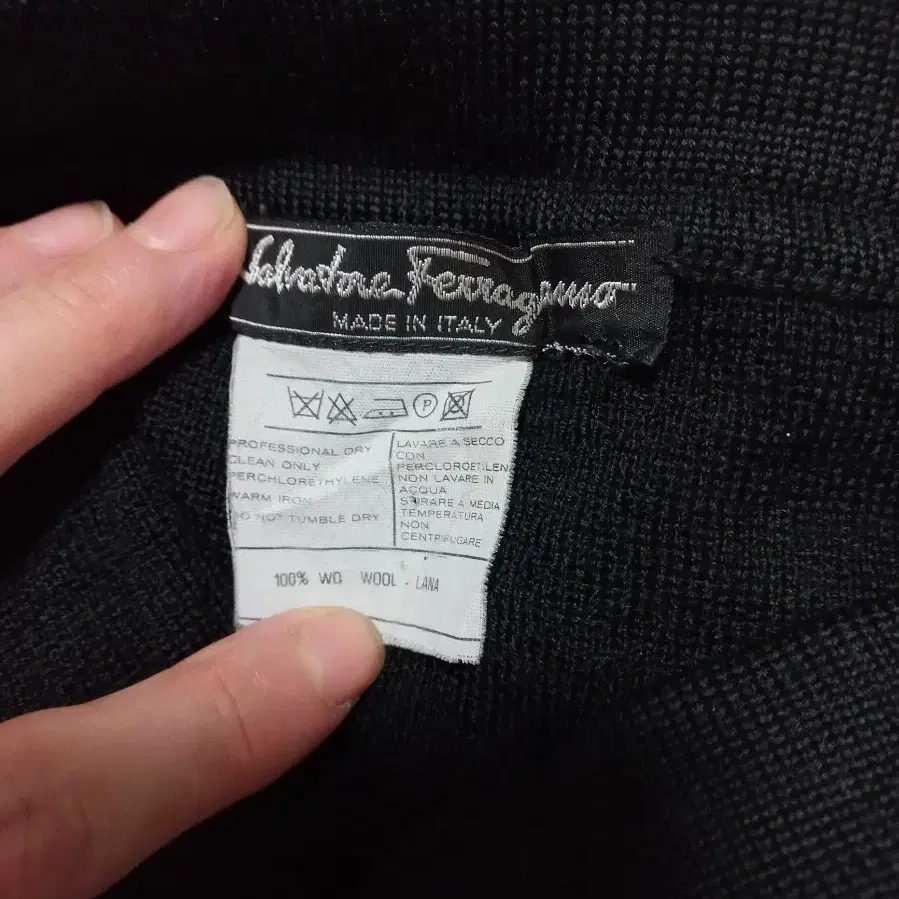 Salvatore Ferragamo
MADE IN ITALY
P
PROFESSIONAL DRY
CLEAN ONLY
PERCHLORETHYLENE
WARM IRON
DO NOT TUMBLE DRY
LAVARE A SECCO
CON
PERCLOROETILEN
NON LAVARE IN
ACQUA
STIRARE A MEDIA
TEMPERATURA
NON
CENTRIFUGARE
100% WO WOOL - LANA